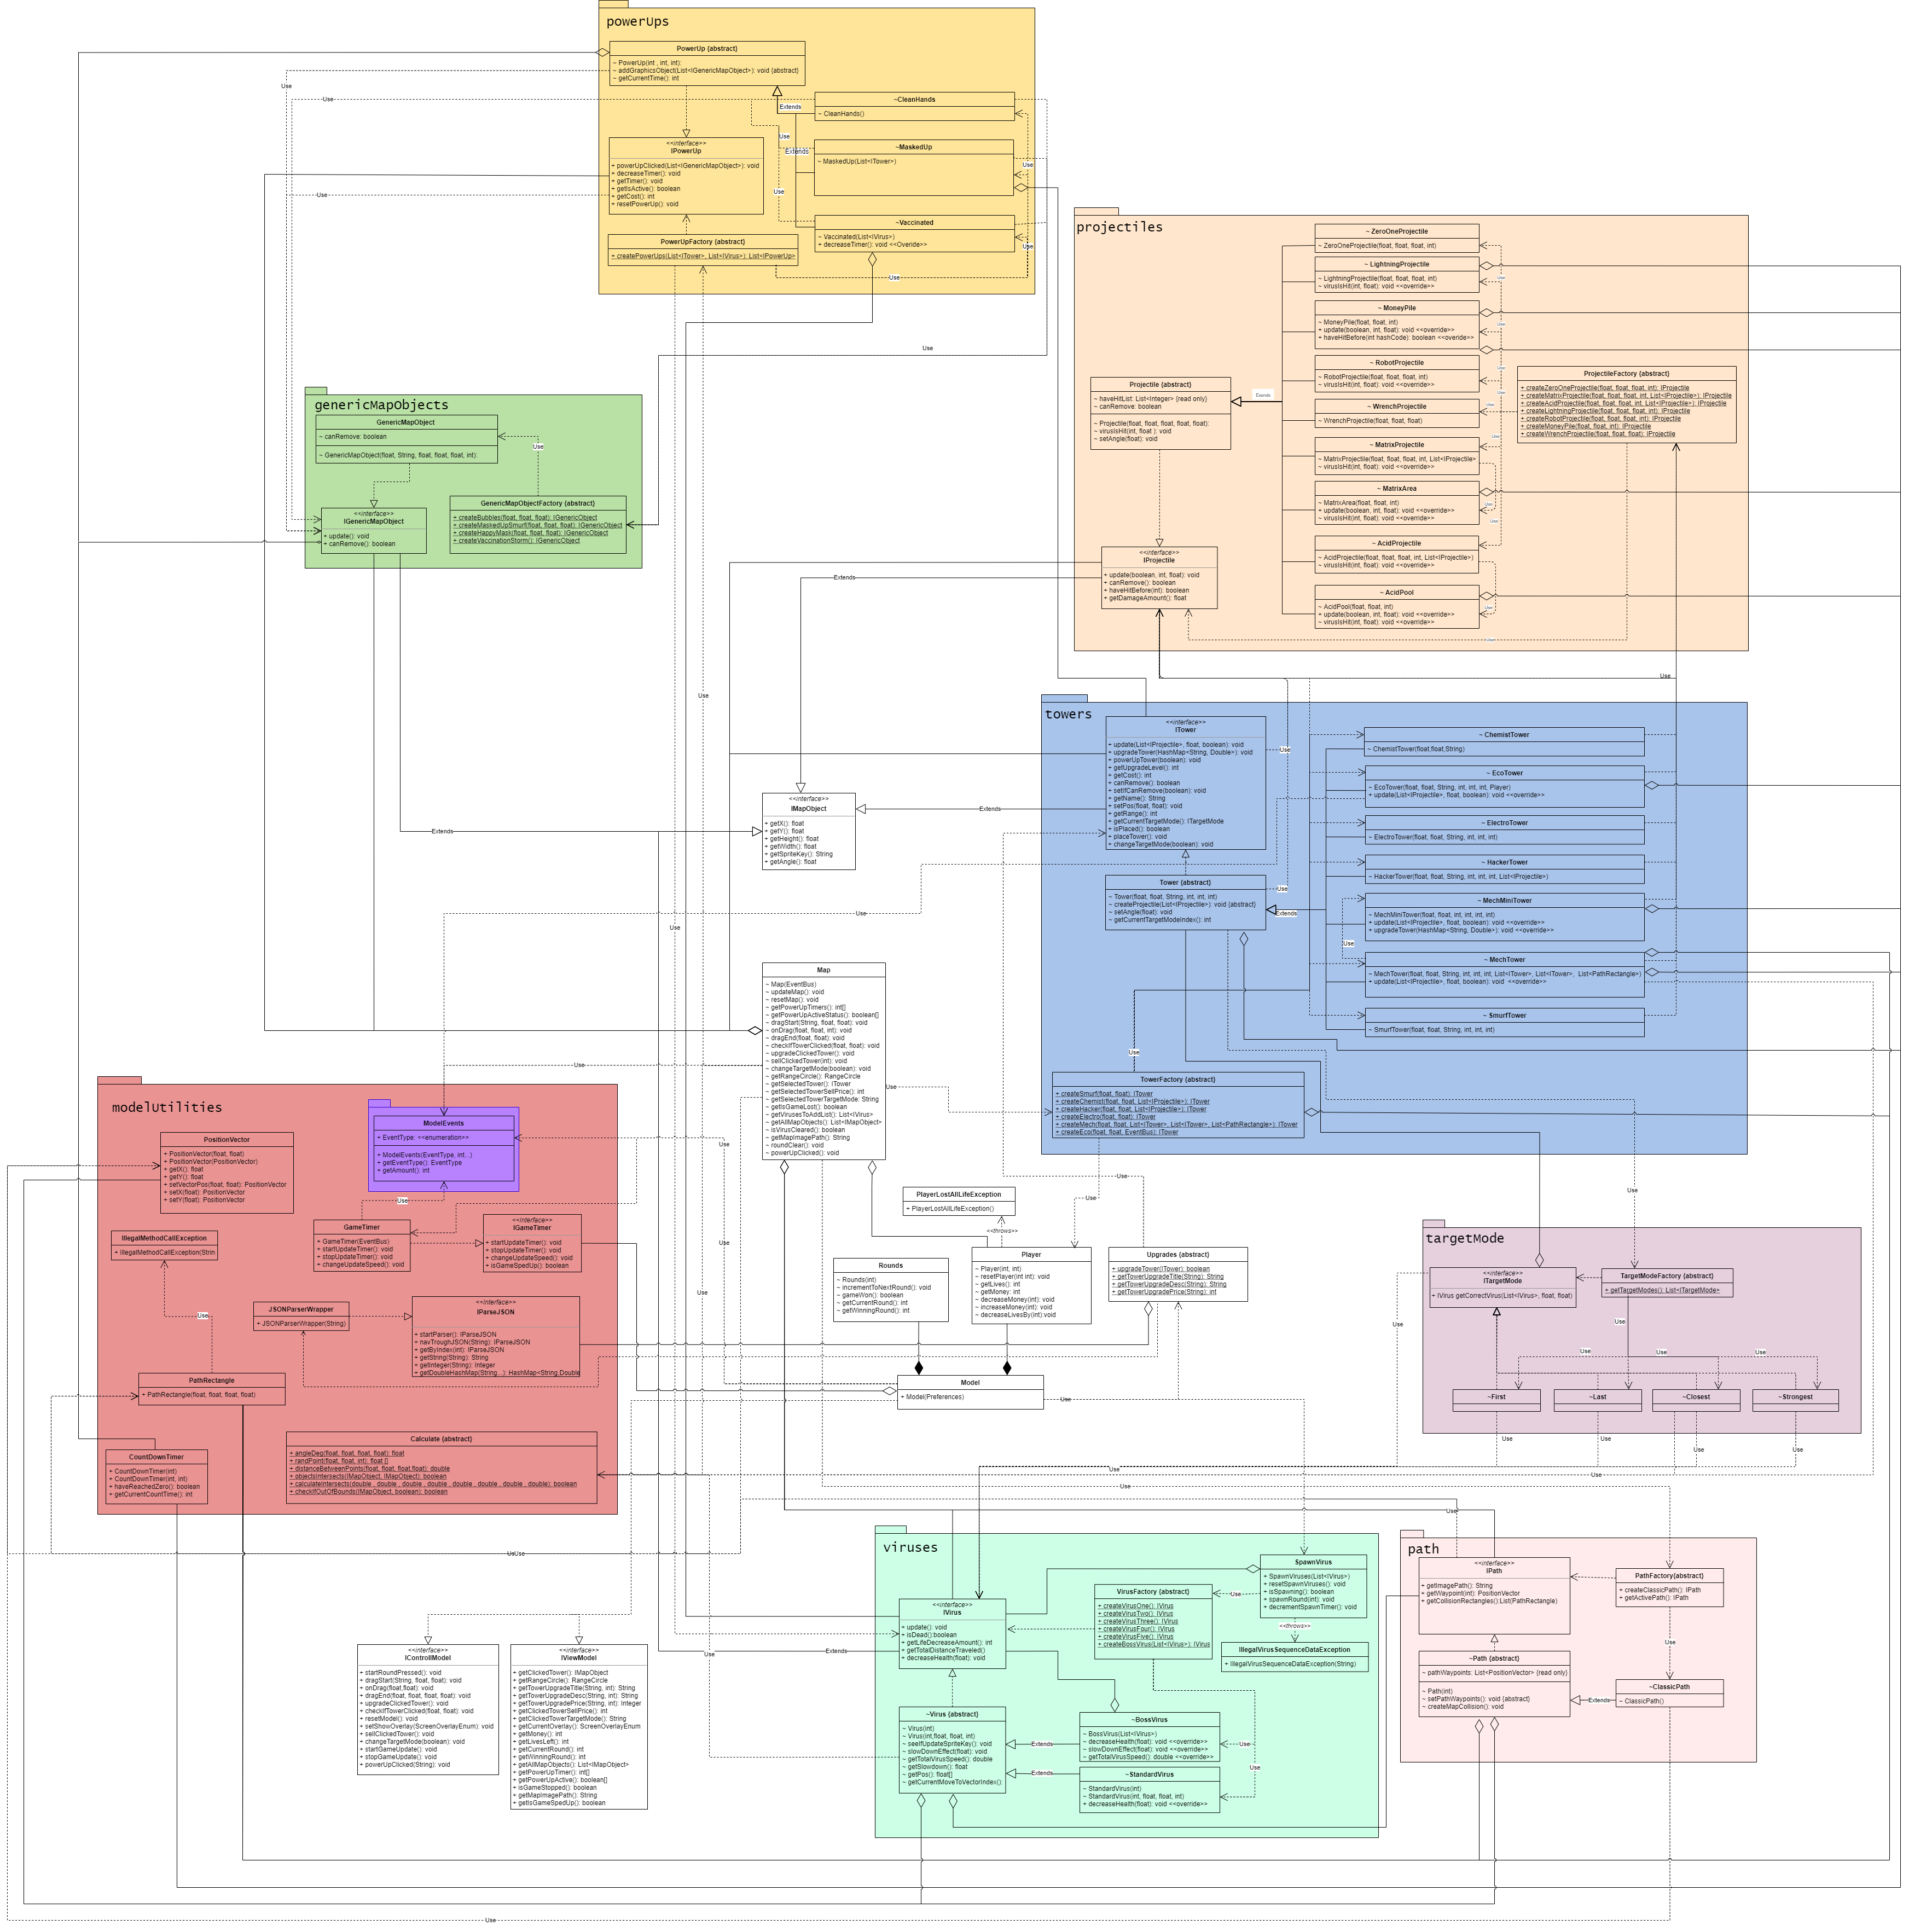 powerUps
PowerUp {abstract}
~ PowerUp(int , int, int):
~ addGraphicsObject(List<IGenericMapObject>): void {abstract}
~ getCurrentTime(): int
Use
Use
Extends
~CleanHands
~ CleanHands()
Use
Extends
~MaskedUp
~ MaskedUp(List<ITower>)
Use
Use
<<interface>>
IPowerUp
+ powerUpClicked(List<IGenericMapObject>): void
+ decreaseTimer(): void
+ getTimer(): void
+ getIsActive(): boolean
+ getCost(): int
+ resetPowerUp(): void
Use
~Vaccinated
~ Vaccinated(List<IVirus>)
+ decreaseTimer(): void <<Overide>>
Use
PowerUpFactory {abstract}
+ createPowerUps(List<ITower>, List<IVirus>): List<IPowerUp>
Use
Use
projectiles
~ ZeroOneProjectile
~ ZeroOneProjectile(float, float, float, int)
~ LightningProjectile
~ LightningProjectile(float, float, float, int)
~ virusIsHit(int, float): void <<override>>
Use
~ MoneyPile
~ MoneyPile(float, float, int)
+ update(boolean, int, float): void <<override>>
+ haveHitBefore(int hashCode): boolean <<overide>>
Use
~ RobotProjectile
~ RobotProjectile(float, float, float, int)
~ virusIsHit(int, float): void <<override>>
Use
~ WrenchProjectile
~ WrenchProjectile(float, float, float)
Use
~ MatrixProjectile
~ MatrixProjectile(float, float, float, int, List<IProjectile>
~ virusIsHit(int, float): void <<override>>
Use
~ MatrixArea
~ MatrixArea(float, float, int)
+ update(boolean, int, float): void <<override>>
~ virusIsHit(int, float): void <<override>>
Use
Use
~ AcidProjectile
~ AcidProjectile(float, float, float, int, List<IProjectile>)
~ virusIsHit(int, float): void <<override>>
~ AcidPool
~ AcidPool(float, float, int)
+ update(boolean, int, float): void <<override>>
~ virusIsHit(int, float): void <<override>>
Use
Use
ProjectileFactory {abstract}
+ createZeroOneProjectile(float, float, float, int): IProjectile
+ createMatrixProjectile(float, float, float, int, List<IProjectile>): IProjectile
+ createAcidProjectile(float, float, float, int, List<IProjectile>): IProjectile
+ createLightningProjectile(float, float, float, int): IProjectile
+ createRobotProjectile(float, float, float, int): IProjectile
+ createMoneyPile(float, float, int): IProjectile
+ createWrenchProjectile(float, float, float): IProjectile
Projectile {abstract}
~ haveHitList: List<Integer> {read only}
~ canRemove: boolean
~ Projectile(float, float, float, float, float):
~ virusIsHit(int, float ): void
~ setAngle(float): void
Exends
<<interface>>
IProjectile
+ update(boolean, int, float): void
+ canRemove(): boolean
+ haveHitBefore(int): boolean
+ getDamageAmount(): float
Extends
genericMapObjects
GenericMapObject
~ canRemove: boolean
~ GenericMapObject(float, String, float, float, float, int):
Use
GenericMapObjectFactory {abstract}
+ createBubbles(float, float, float): IGenericObject
+ createMaskedUpSmurf(float, float, float): IGenericObject
+ createHappyMask(float, float, float): IGenericObject
+ createVaccinationStorm(): IGenericObject
<<interface>>
IGenericMapObject
+ update(): void
+ canRemove(): boolean
Use
Use
towers
<<interface>>
ITower
+ update(List<IProjectile>, float, boolean): void
+ upgradeTower(HashMap<String, Double>): void
+ powerUpTower(boolean): void
+ getUpgradeLevel(): int
+ getCost(): int
+ canRemove(): boolean
+ setIfCanRemove(boolean): void
+ getName(): String
+ setPos(float, float): void
+ getRange(): int
+ getCurrentTargetMode(): ITargetMode
+ isPlaced(): boolean
+ placeTower(): void
+ changeTargetMode(boolean): void
Use
~ ChemistTower
~ ChemistTower(float,float,String)
~ EcoTower
~ EcoTower(float, float, String, int, int, int, Player)
+ update(List<IProjectile>, float, boolean): void <<override>>
~ ElectroTower
~ ElectroTower(float, float, String, int, int, int)
~ HackerTower
~ HackerTower(float, float, String, int, int, int, List<IProjectile>)
~ MechMiniTower
~ MechMiniTower(float, float, int, int, int, int)
+ update(List<IProjectile>, float, boolean): void <<override>>
+ upgradeTower(HashMap<String, Double>): void <<override>>
Use
~ MechTower
~ MechTower(float, float, String, int, int, int, List<ITower>, List<ITower>, List<PathRectangle>)
+ update(List<IProjectile>, float, boolean): void <<override>>
~ SmurfTower
~ SmurfTower(float, float, String, int, int, int)
Tower {abstract}
~ Tower(float, float, String, int, int, int)
~ createProjectile(List<IProjectile>): void {abstract}
~ setAngle(float): void
~ getCurrentTargetModeIndex(): int
Use
Extends
Use
TowerFactory {abstract}
+ createSmurf(float, float): ITower
+ createChemist(float, float, List<IProjectile>): ITower
+ createHacker(float, float, List<IProjectile>): ITower
+ createElectro(float, float): ITower
+ createMech(float, float, List<ITower>, List<ITower>, List<PathRectangle>): ITower
+ createEco(float, float, EventBus): ITower
<<interface>>
IMapObject
+ getX(): float
+ getY(): float
+ getHeight(): float
+ getWidth(): float
+ getSpriteKey(): String
+ getAngle(): float
Extends
Extends
Use
Use
Map
~ Map(EventBus)
~ updateMap(): void
~ resetMap(): void
~ getPowerUpTimers(): int[]
~ getPowerUpActiveStatus(): boolean[]
~ dragStart(String, float, float): void
~ onDrag(float, float, int): void
~ dragEnd(float, float): void
~ checkIfTowerClicked(float, float): void
~ upgradeClickedTower(): void
~ sellClickedTower(int): void
~ changeTargetMode(boolean): void
~ getRangeCircle(): RangeCircle
~ getSelectedTower(): ITower
~ getSelectedTowerSellPrice(): int
~ getSelectedTowerTargetMode: String
~ getIsGameLost(): boolean
~ getVirusesToAddList(): List<IVirus>
~ getAllMapObjects(): List<IMapObject>
~ isVirusCleared(): boolean
~ getMapImagePath(): String
~ roundClear(): void
~ powerUpClicked(): void
Use
Use
modelUtilities
PositionVector
+ PositionVector(float, float)
+ PositionVector(PositionVector)
+ getX(): float
+ getY(): float
+ setVectorPos(float, float): PositionVector
+ setX(float): PositionVector
+ setY(float): PositionVector
ModelEvents
+ EventType: <<enumeration>>
+ ModelEvents(EventType, int...)
+ getEventType(): EventType
+ getAmount(): int
Use
Use
IllegalMethodCallException
+ IllegalMethodCallException(Strin
GameTimer
+ GameTimer(EventBus)
+ startUpdateTimer(): void
+ stopUpdateTimer(): void
+ changeUpdateSpeed(): void
<<interface>>
IGameTimer
+ startUpdateTimer(): void
+ stopUpdateTimer(): void
+ changeUpdateSpeed(): void
+ isGameSpedUp(): boolean
Use
JSONParserWrapper
+ JSONParserWrapper(String)
<<interface>>
IParseJSON
+ startParser(): IParseJSON
+ navTroughJSON(String): IParseJSON
+ getByIndex(int): IParseJSON
+ getString(String): String
+ getInteger(String): Integer
+ getDoubleHashMap(String...): HashMap<String,Double
Use
PathRectangle
+ PathRectangle(float, float, float, float)
CountDownTimer
+ CountDownTimer(int)
+ CountDownTimer(int, int)
+ haveReachedZero(): boolean
+ getCurrentCountTime(): int
Calculate {abstract}
+ angleDeg(float, float, float, float): float
+ randPoint(float, float, int): float []
+ distanceBetweenPoints(float, float, float,float): double
+ objectsIntersects(IMapObject, IMapObject): boolean
+ calculateIntersects(double , double , double , double , double , double , double , double): boolean
+ checkIfOutOfBounds(IMapObject, boolean): boolean
PlayerLostAllLifeException
+ PlayerLostAllLifeException()
<<throws>>
Use
Use
Rounds
~ Rounds(int)
~ incrementToNextRound(): void
~ gameWon(): boolean
~ getCurrentRound(): int
~ getWinningRound(): int
Player
~ Player(int, int)
~ resetPlayer(int int): void
~ getLives(): int
~ getMoney: int
~ decreaseMoney(int): void
~ increaseMoney(int): void
~ decreaseLivesBy(int):void
Upgrades {abstract}
+ upgradeTower(ITower): boolean
+ getTowerUpgradeTitle(String): String
+ getTowerUpgradeDesc(String): String
+ getTowerUpgradePrice(String): int
Model
+ Model(Preferences)
Use
targetMode
<<interface>>
ITargetMode
+ IVirus getCorrectVirus(List<IVirus>, float, float)
TargetModeFactory {abstract}
+ getTargetModes(): List<ITargetMode>
Use
Use
Use
Use
Use
Use
~First
~Last
~Closest
~Strongest
Use
Use
Use
Use
Use
Use
Use
Use
UsUse
viruses
<<interface>>
IVirus
+ update(): void
+ isDead():boolean
+ getLifeDecreaseAmount(): int
+ getTotalDistanceTraveled()
+ decreaseHealth(float): void
Extends
VirusFactory {abstract}
+ createVirusOne(): IVirus
+ createVirusTwo(): IVirus
+ createVirusThree(): IVirus
+ createVirusFour(): IVirus
+ createVirusFive(): IVirus
+ createBossVirus(List<IVirus>): IVirus
Use
SpawnVirus
+ SpawnViruses(List<IVirus>)
+ resetSpawnViruses(): void
+ isSpawning(): boolean
+ spawnRound(int): void
+ decrementSpawnTimer(): void
<<throws>>
IllegalVirusSequenceDataException
+ IllegalVirusSequenceDataException(String)
~Virus {abstract}
~ Virus(int)
~ Virus(int,float, float, int)
~ seeIfUpdateSpriteKey(): void
~ slowDownEffect(float): void
~ getTotalVirusSpeed(): double
~ getSlowdown(): float
~ getPos(): float[]
~ getCurrentMoveToVectorIndex():
Use
Extends
~BossVirus
~ BossVirus(List<IVirus>)
+ decreaseHealth(float): void <<override>>
~ slowDownEffect(float): void <<override>>
~ getTotalVirusSpeed(): double <<override>>
Use
Use
Extends
~StandardVirus
~ StandardVirus(int)
~ StandardVirus(int, float, float, int)
+ decreaseHealth(float): void <<override>>
path
<<interface>>
IPath
+ getImagePath(): String
+ getWaypoint(int): PositionVector
+ getCollisionRectangles():List(PathRectangle)
PathFactory{abstract}
+ createClassicPath(): IPath
+ getActivePath(): IPath
Use
~Path {abstract}
~ pathWaypoints: List<PositionVector> {read only}
~ Path(int)
~ setPathWaypoints(): void {abstract}
~ createMapCollision(): void
Extends
~ClassicPath
~ ClassicPath()
<<interface>>
IControllModel
+ startRoundPressed(): void
+ dragStart(String, float, float): void
+ onDrag(float,float): void
+ dragEnd(float, float, float, float): void
+ upgradeClickedTower(): void
+ checkIfTowerClicked(float, float): void
+ resetModel(): void
+ setShowOverlay(ScreenOverlayEnum): void
+ sellClickedTower(): void
+ changeTargetMode(boolean): void
+ startGameUpdate(): void
+ stopGameUpdate(): void
+ powerUpClicked(String): void
<<interface>>
IViewModel
+ getClickedTower(): IMapObject
+ getRangeCircle(): RangeCircle
+ getTowerUpgradeTitle(String, int): String
+ getTowerUpgradeDesc(String, int): String
+ getTowerUpgradePrice(String, int): Integer
+ getClickedTowerSellPrice(): int
+ getClickedTowerTargetMode(): String
+ getCurrentOverlay(): ScreenOverlayEnum
+ getMoney(): int
+ getLivesLeft(): int
+ getCurrentRound(): int
+ getWinningRound(): int
+ getAllMapObjects(): List<IMapObject>
+ getPowerUpTimer(): int[]
+ getPowerUpActive(): boolean[]
+ isGameStopped(): boolean
+ getMapImagePath(): String
+ getIsGameSpedUp(): boolean
Use